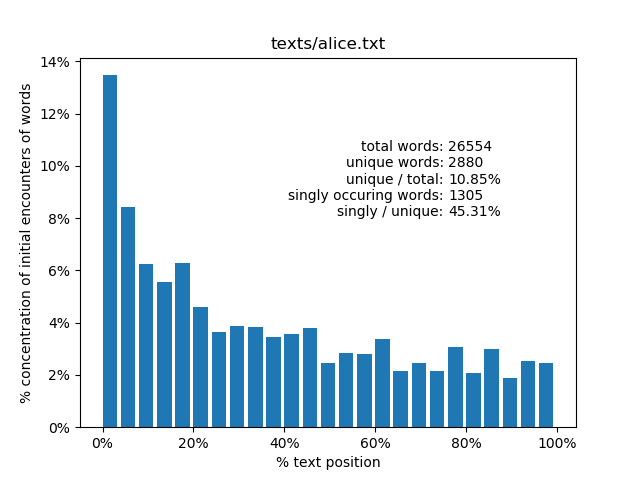 texts/alice.txt
14%
12%
10%
8%
6%
4%
2%
0%
% concentration of initial encounters of words
total words: 26554
unique words: 2880
unique / total: 10.85%
singly occuring words: 1305
singly / unique: 45.31%
0% 20% 40% 60% 80% 100%
% text position